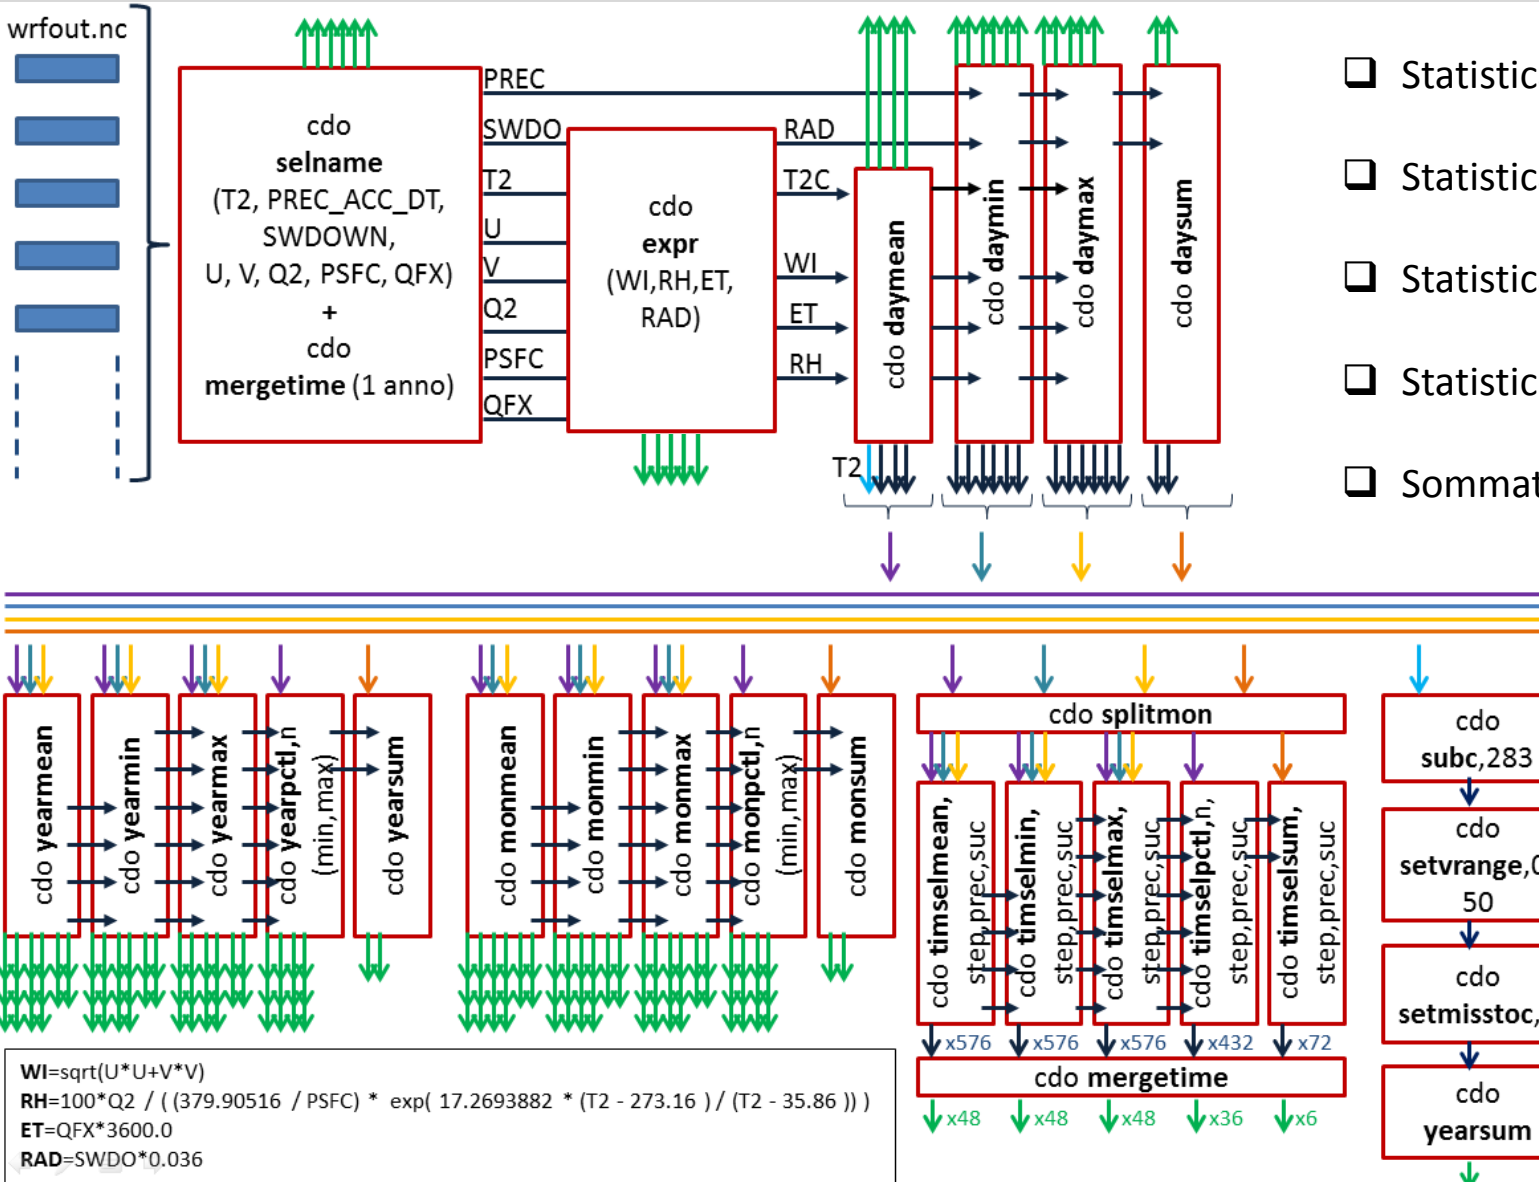 wrfout.nc
cdo
selname
(T2, PREC_ACC_DT,
SWDOWN,
U, V, Q2, PSFC, QFX)
+
cdo
mergetime (1 anno)
PREC
SWDO
T2
U
V
Q2
PSFC
QFX
cdo
expr
(WI,RH,ET,
RAD)
RAD
T2C
WI
ET
RH
cdo daymean
cdo daymin
cdo daymax
cdo daysum
T2
Statistic
Statistic
Statistic
Statistic
Sommat
cdo yearmean
cdo yearmin
cdo yearmax
cdo yearpctl,n
(min,max)
cdo yearsum
cdo monmean
cdo monmin
cdo monmax
cdo monpctl,n
(min,max)
cdo monsum
cdo splitmon
cdo timselmean,
step,prec,suc
cdo timselmin,
step,prec,suc
cdo timselmax,
step,prec,suc
cdo timselpctl,n,
step,prec,suc
cdo timselsum,
step,prec,suc
x576
x576
x576
x432
x72
cdo mergetime
x48
x48
x48
x36
x6
cdo
subc,283
cdo
setvrange,0
50
cdo
setmisstoc,
cdo
yearsum
WI=sqrt(U*U+V*V)
RH=100*Q2 / ( (379.90516 / PSFC) * exp( 17.2693882 * (T2 - 273.16 ) / (T2 - 35.86 )) )
ET=QFX*3600.0
RAD=SWDO*0.036